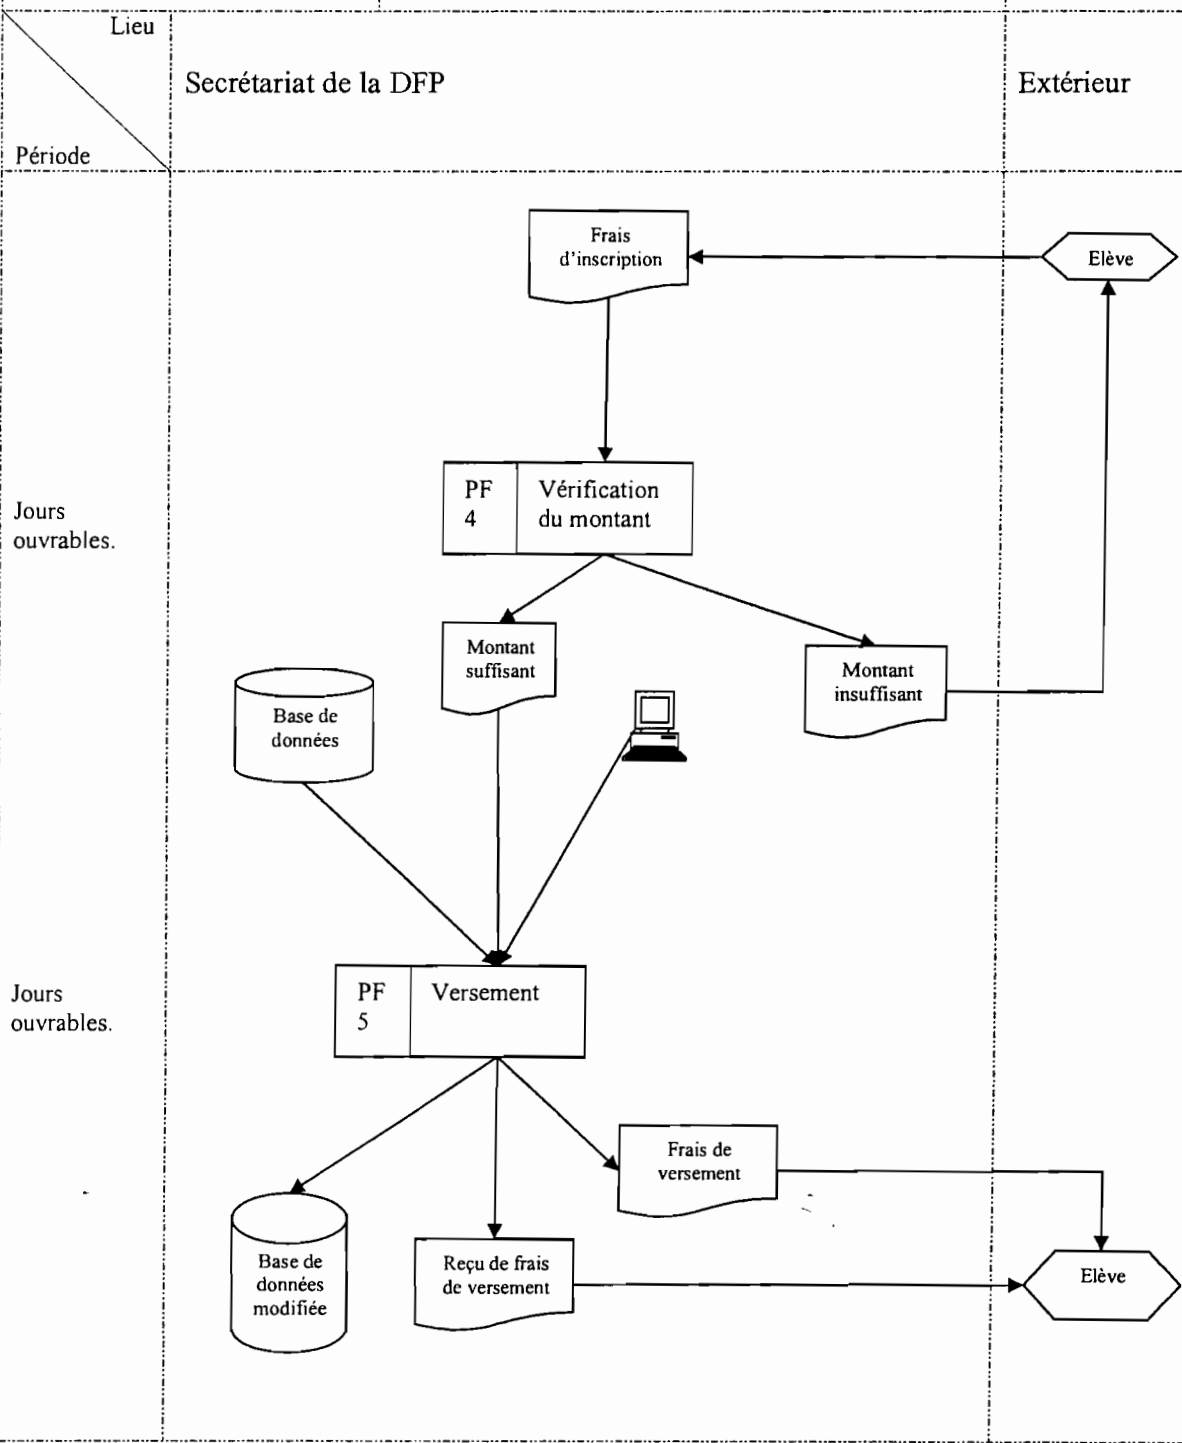 Lieu
Secrétariat de la DFP
Extérieur
Période
Frais
d'inscription
Elève
PF
4
Vérification
du montant
Jours
ouvrables.
Montant
suffisant
Montant
insuffisant
Base de
données
Jours
ouvrables.
PF
5
Versement
Frais de
versement
Base de
données
modifiée
Reçu de frais
de versement
Elève